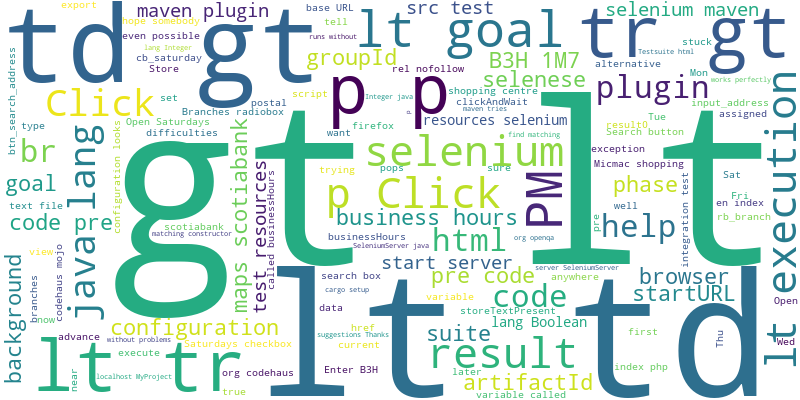 export
maven plugin
base URL
src test
selenium maven
hope somebody
tell
even possible
runs without
lt goal
tr gt
stuck
td gt
lang Integer
cb_saturday
groupId
B3H 1M7
alternative
Testsuite html
Store
rel nofollow
selenese
Mon
works perfectly
btn_search_address
Click
Branches radiobox
postal
p p
shopping centre
plugin
script
Integer java
clickAndWait
input_address
set
maven tries
type
Open Saturdays
firefox
resources selenium
result0
Tue
assigned
difficulties
want
find matching
Search button
br
java lang
configuration looks
maps scotiabank
selenium
exception
lt execution
pops
sure
Micmac shopping
trying
goal
gt lt
p Click
PM
phase
integration test
Sat
text file
test resources
called businessHours
Fri
en index
code pre
business hours
pre
well
rb_branch
scotiabank
help
matching constructor
businessHours
html
org openqa
SeleniumServer java
view
background
branches
codehaus mojo
start server
server SeleniumServer
search box
pre code
anywhere
browser
cargo setup
startURL
variable
code
Open
data
lt td
now
configuration
storeTextPresent
lang Boolean
advance
without problems
suggestions Thanks
href
suite
first
Thu
Wed
Saturdays checkbox
current
result
lt tr
execute
later
near
org codehaus
index php
localhost MyProject
Enter B3H
artifactId
true
variable called